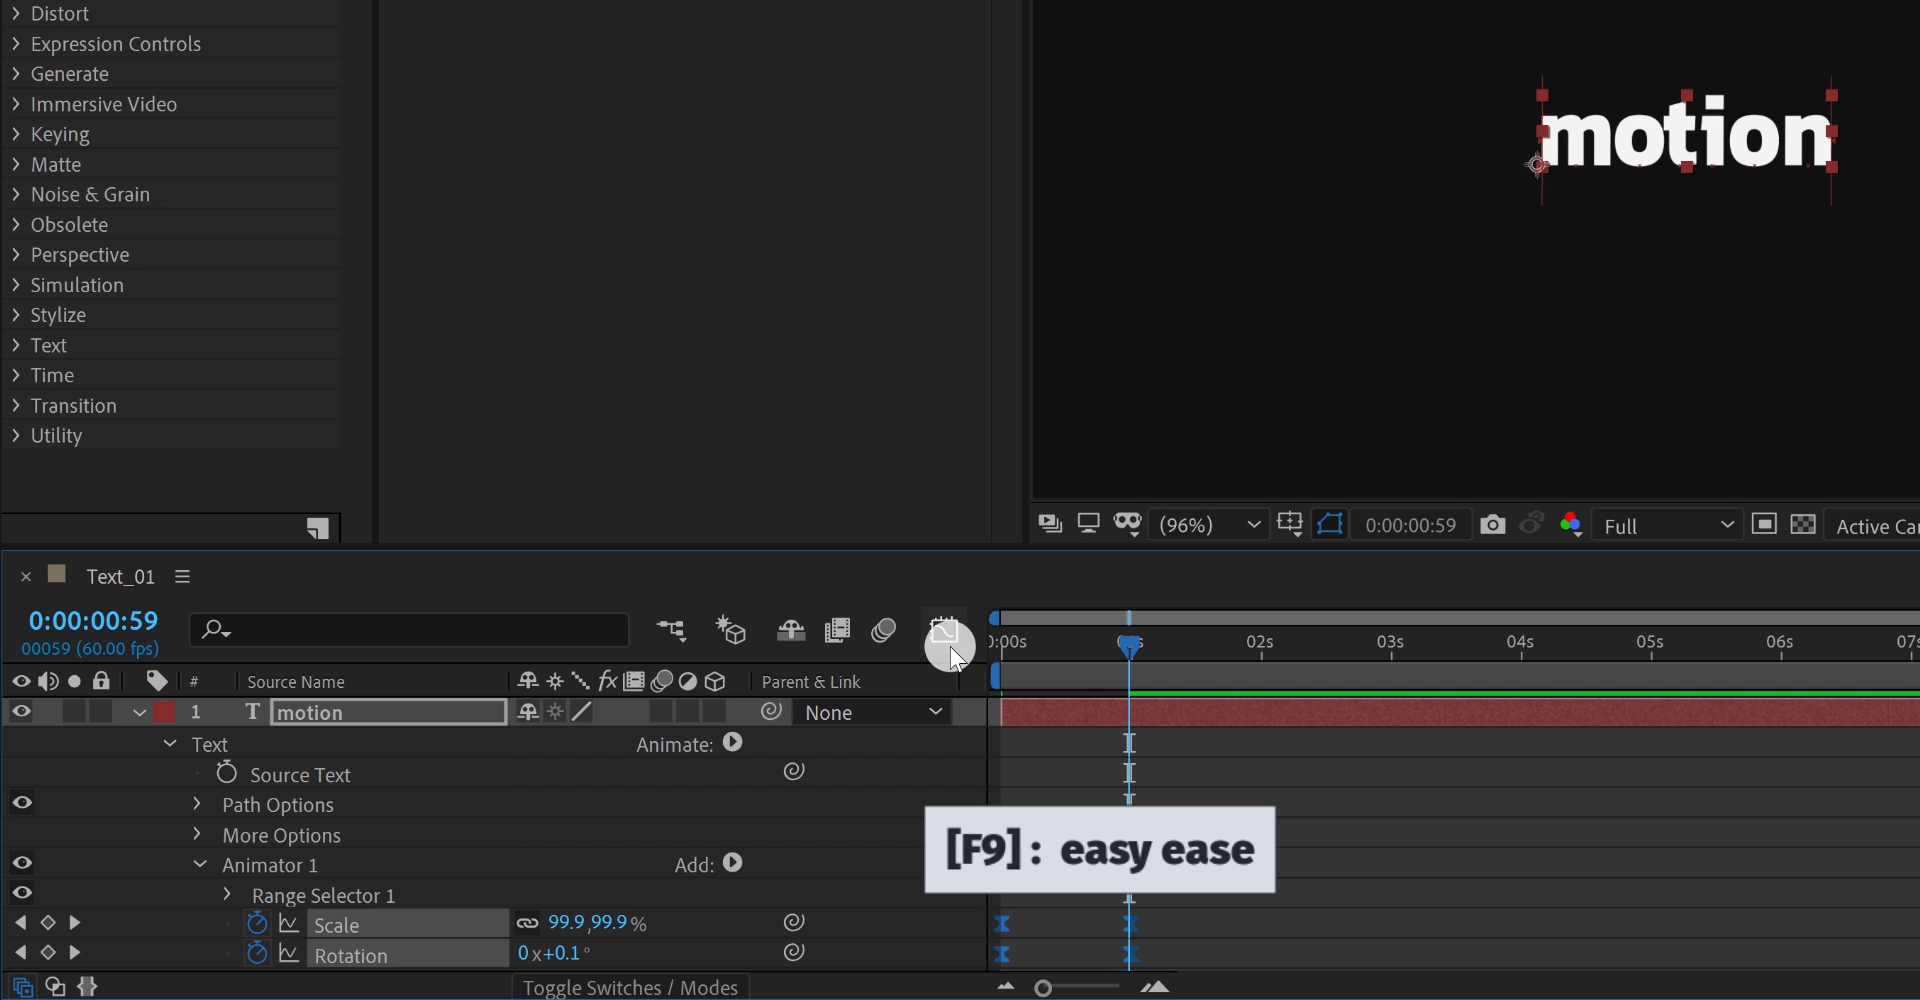 Distort
Expression Controls
Generate
Immersive Video
Keying
Matte
Noise & Grain
Obsolete
Perspective
Simulation
Stylize
Text
Time
Transition
Utility
motion
(96%)
0:00:00:59
Full
Active Car
Text_01
0:00:00:59
00059 (60.00 fps)
0:00s
02s
03s
04s
05s
06s
07s
#
Source Name
fx
Parent & Link
1 T motion
None
Text
Animate:
Source Text
Path Options
More Options
Animator 1
Add:
[F9] : easy ease
Range Selector 1
Scale
99.9,99.9 %
Rotation
0 x+0.1 °
Toggle Switches / Modes